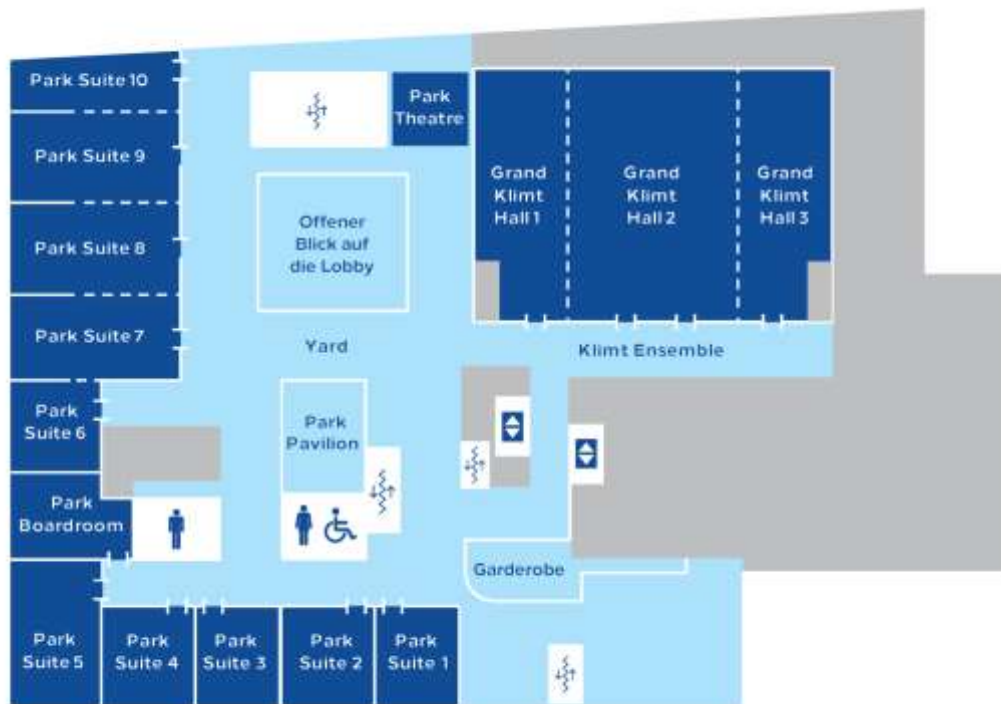 Park Suite 10
Park Suite 9
Park Suite 8
Park Suite 7
Park
Suite 6
Park
Boardroom
Park
Suite 5
Park
Suite 4
Park
Suite 3
Park
Suite 2
Park
Suite 1
Park
Theatre
Offener
Blick auf
die Lobby
Yard
Park
Pavilion
Grand
Klimt
Hall 1
Grand
Klimt
Hall 2
Grand
Klimt
Hall 3
Klimt Ensemble
Garderobe